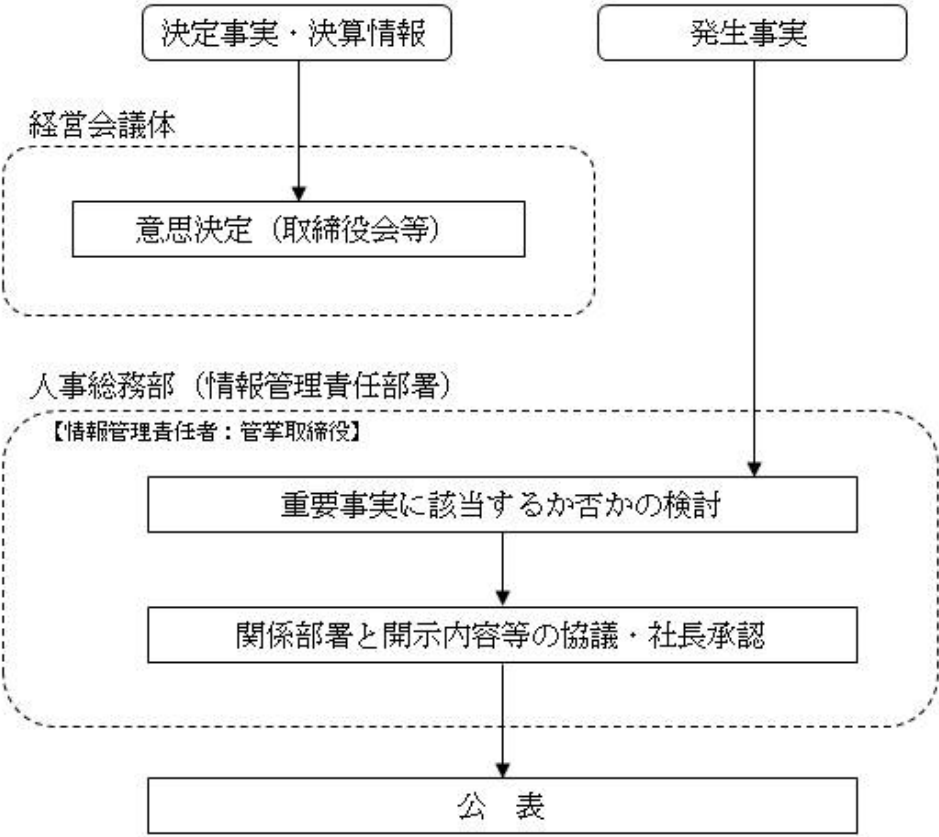 決定事実・決算情報
発生事実
経営会議体
意思決定（取締役会等）
人事総務部（情報管理責任部署）
【情報管理責任者：管掌取締役】
重要事実に該当するか否かの検討
関係部署と開示内容等の協議・社長承認
公　表